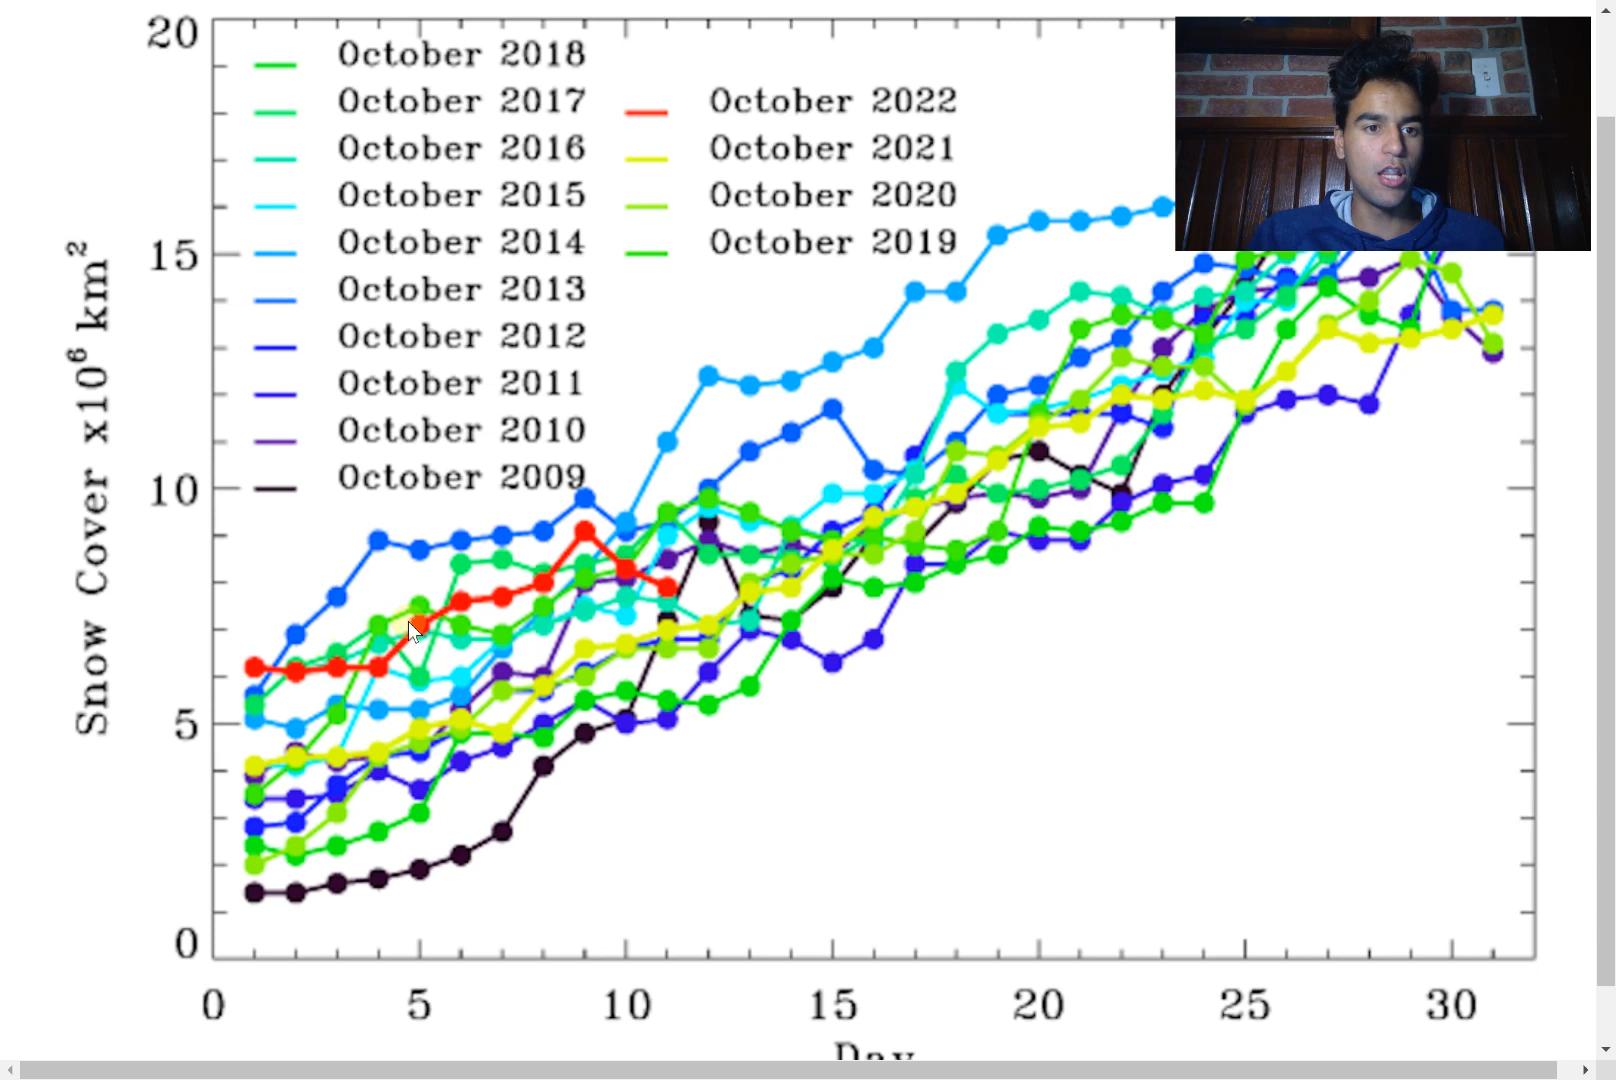 20
October 2018
October 2017
October 2022
October 2016
October 2021
October 2015
October 2020
October 2014
October 2019
15
October 2013
October 2012
October 2011
October 2010
October 2009
10
5
0
Snow Cover x10⁶ km²
0 5 10 15 20 25 30
Day